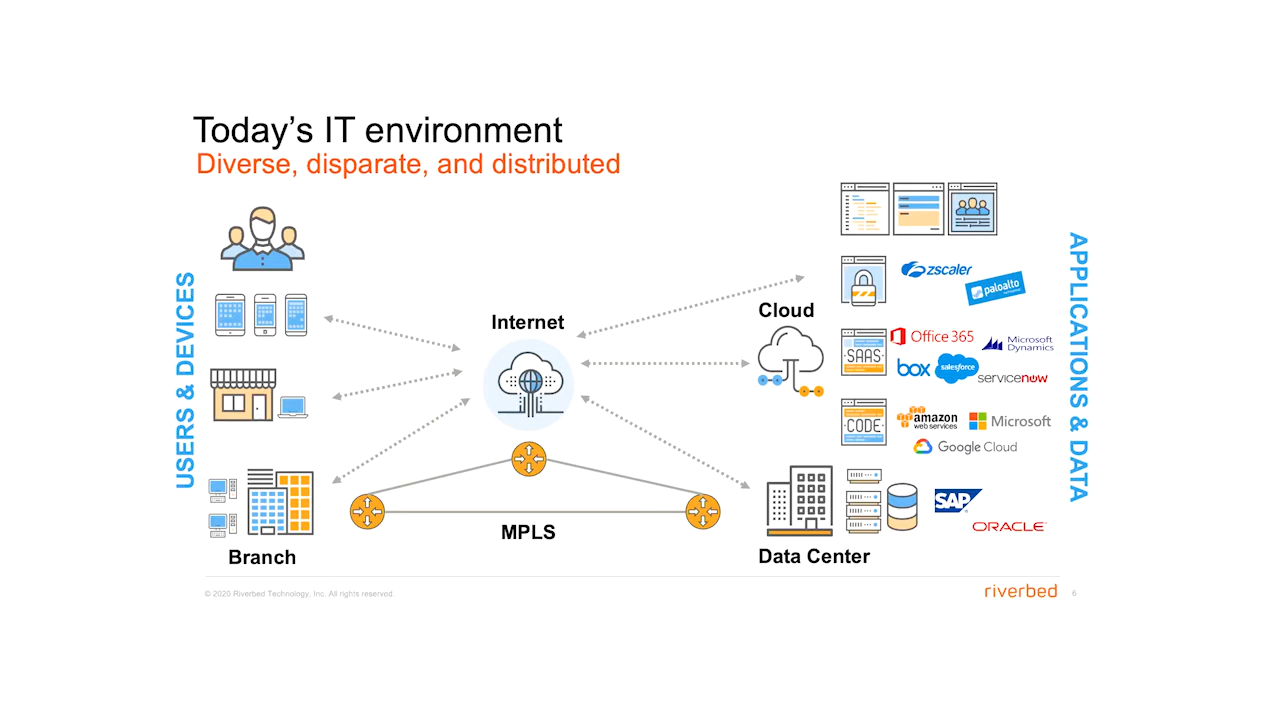 Today's IT environment
Diverse, disparate, and distributed
USERS & DEVICES
Internet
MPLS
Branch
Cloud
zscaler
paloalto
SAAS
Office 365
Microsoft
Dynamics
box
salesforce
servicenow
CODE
amazon
web services
Microsoft
Google Cloud
SAP
ORACLE
Data Center
APPLICATIONS & DATA
© 2020 Riverbed Technology, Inc. All rights reserved.
riverbed
6